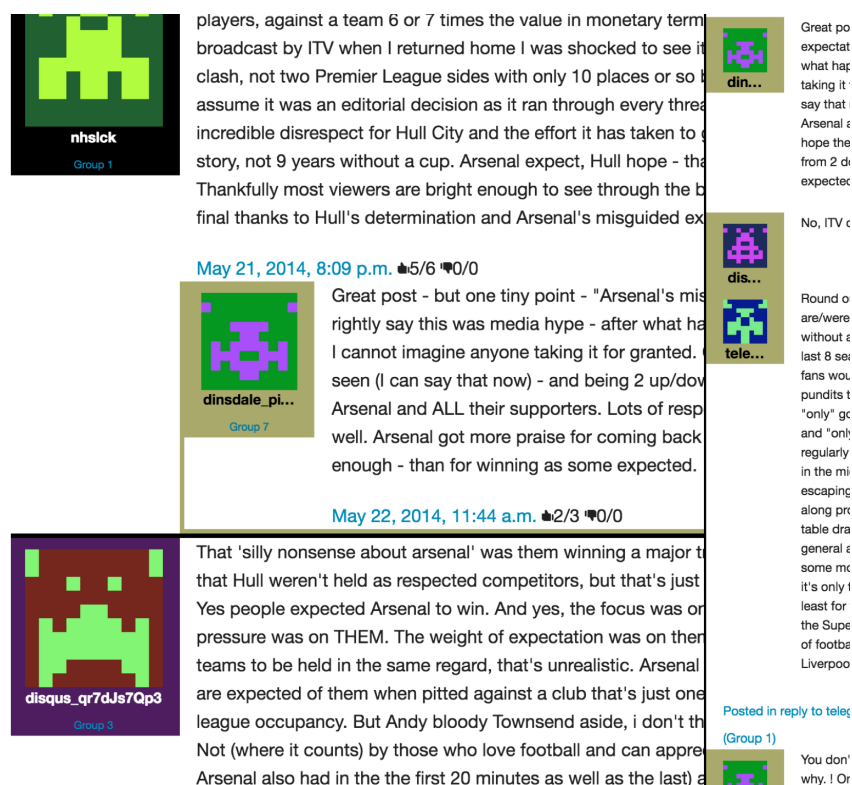 players, against a team 6 or 7 times the value in monetary term
broadcast by ITV when I returned home I was shocked to see it
clash, not two Premier League sides with only 10 places or so
assume it was an editorial decision as it ran through every threa
incredible disrespect for Hull City and the effort it has taken to
story, not 9 years without a cup. Arsenal expect, Hull hope - tha
Thankfully most viewers are bright enough to see through the b
final thanks to Hull's determination and Arsenal's misguided ex
nhslck
Group 1
May 21, 2014, 8:09 p.m. 5/6 0/0
Great post - but one tiny point - "Arsenal's mis
rightly say this was media hype - after what ha
I cannot imagine anyone taking it for granted.
seen (I can say that now) - and being 2 up/dow
Arsenal and ALL their supporters. Lots of resp
well. Arsenal got more praise for coming back
enough - than for winning as some expected.
dinsdale_pi...
Group 7
May 22, 2014, 11:44 a.m. 2/3 0/0
That 'silly nonsense about arsenal' was them winning a major t
that Hull weren't held as respected competitors, but that's just
Yes people expected Arsenal to win. And yes, the focus was or
pressure was on THEM. The weight of expectation was on then
teams to be held in the same regard, that's unrealistic. Arsenal
are expected of them when pitted against a club that's just one
league occupancy. But Andy bloody Townsend aside, i don't th
Not (where it counts) by those who love football and can appre
Arsenal also had in the the first 20 minutes as well as the last) a
disqus_qr7dJs7Qp3
Group 3
din...
Great po
expectat
what hap
taking it
say that
Arsenal a
hope the
from 2 do
expected
dis...
No, ITV c
tele...
Round o
are/were
without a
last 8 sea
fans wou
pundits t
"only" go
and "only
regularly
in the mi
escaping
along pro
table dra
general a
some mo
it's only t
least for
the Supe
of footba
Liverpoo
Posted in reply to teleg
(Group 1)
You don'
why. ! Or